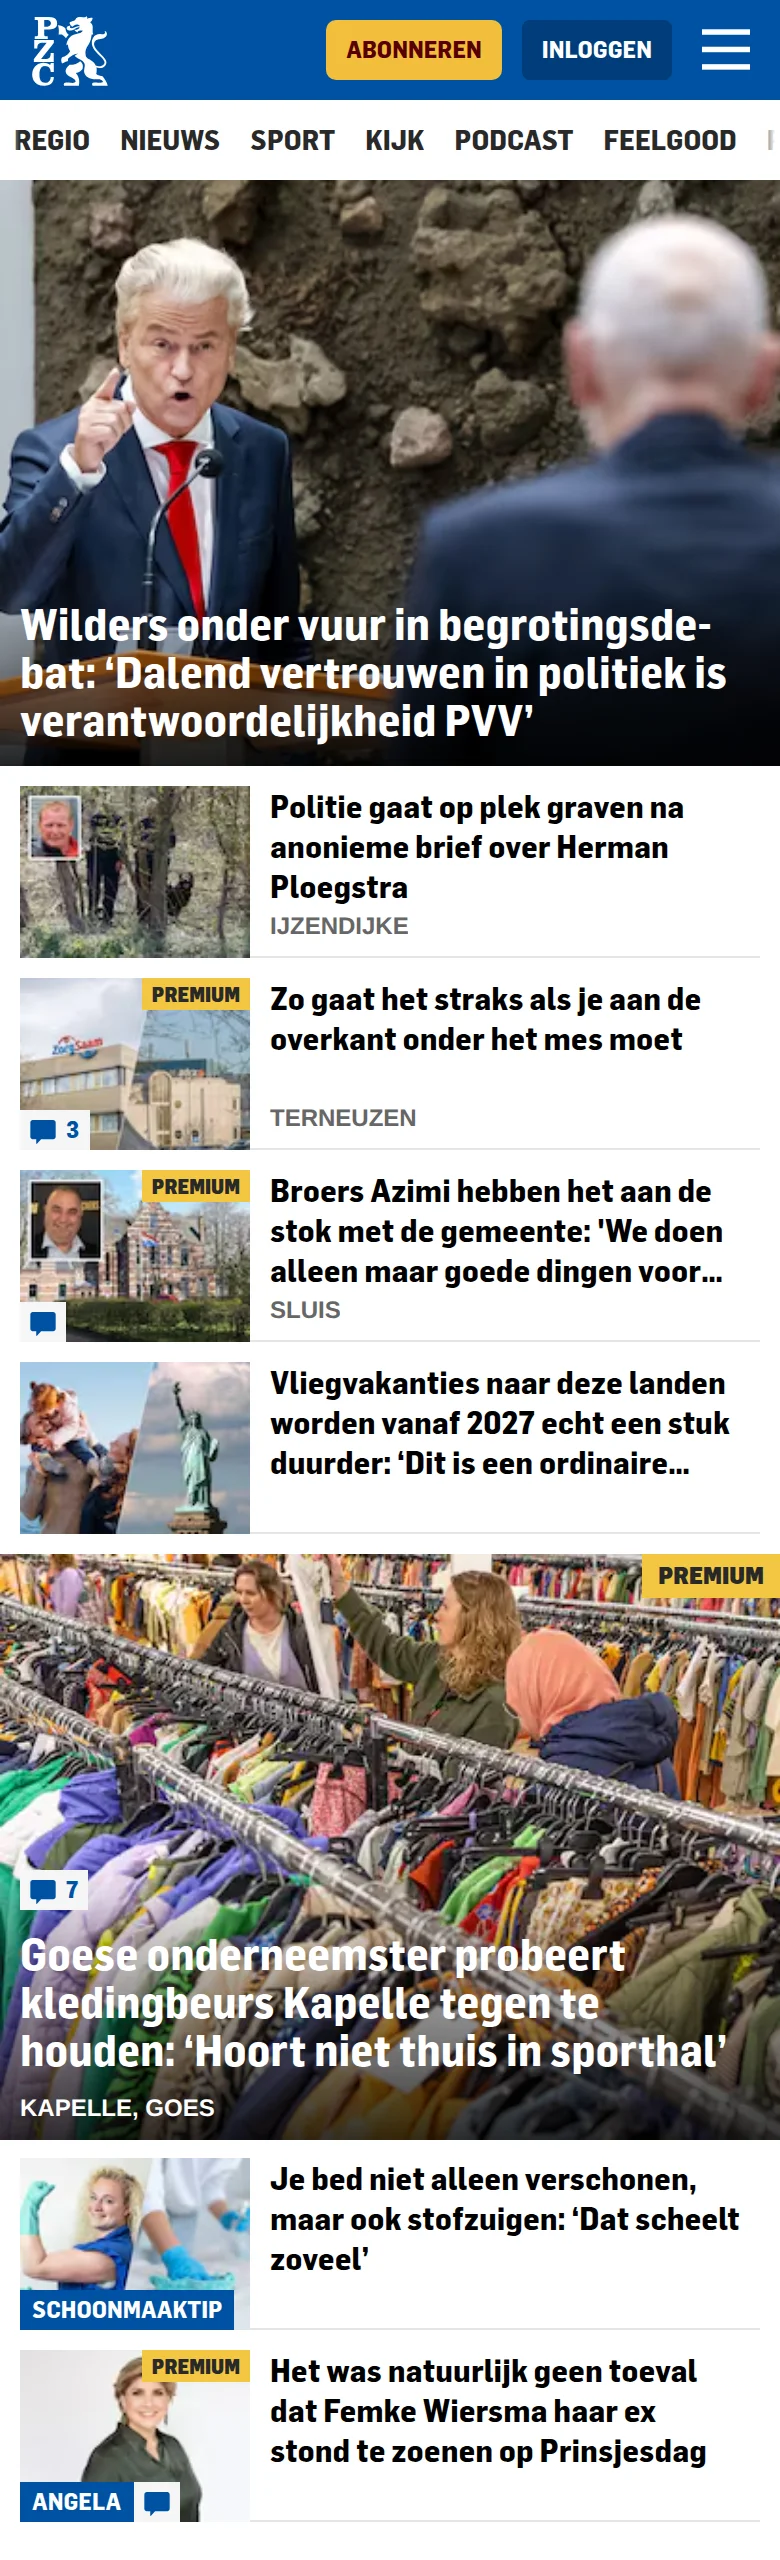 PZC
ABONNEREN
INLOGGEN
REGIO NIEUWS SPORT KIJK PODCAST FEELGOOD
Wilders onder vuur in begrotingsde-
bat: ‘Dalend vertrouwen in politiek is
verantwoordelijkheid PVV’
Politie gaat op plek graven na
anonieme brief over Herman
Ploegstra
IJZENDIJKE
PREMIUM
ZorgSaam
3
Zo gaat het straks als je aan de
overkant onder het mes moet
TERNEUZEN
PREMIUM
Broers Azimi hebben het aan de
stok met de gemeente: 'We doen
alleen maar goede dingen voor...
SLUIS
Vliegvakanties naar deze landen
worden vanaf 2027 echt een stuk
duurder: ‘Dit is een ordinaire...
PREMIUM
7
Goese onderneemster probeert
kledingbeurs Kapelle tegen te
houden: ‘Hoort niet thuis in sporthal’
KAPELLE, GOES
SCHOONMAAKTIP
Je bed niet alleen verschonen,
maar ook stofzuigen: ‘Dat scheelt
zoveel’
PREMIUM
ANGELA
Het was natuurlijk geen toeval
dat Femke Wiersma haar ex
stond te zoenen op Prinsjesdag